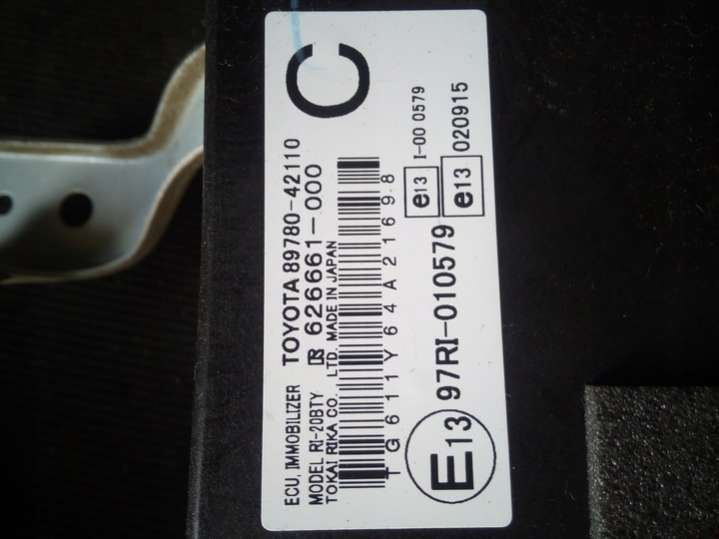 ECU, IMMOBILIZER TOYOTA 89780-42110
MODEL RI-20BTY 626661-000
TOKAI RIKA CO. LTD. MADE IN JAPAN
C
TG611Y64A21698
E13 97RI-010579
e13 I-00 0579
e13 020915